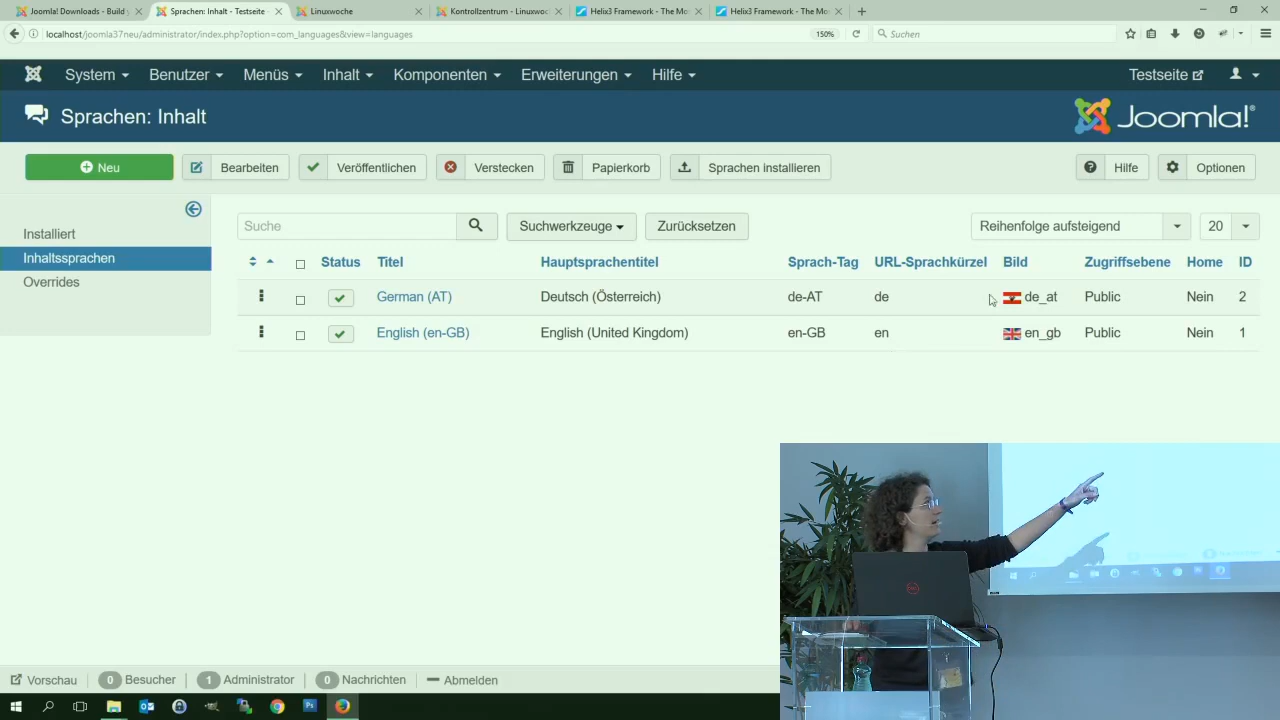 Joomla! Downloads - Build
Sprachen: Inhalt - Testseite
Linuxwoche
Kontrollzentrum - Linuxwoc
Helix3 Framework - The Mo
Helix3 Framework - The Mo
localhost/joomla37neu/administrator/index.php?option=com_languages&view=languages
150%
Suchen
System
Benutzer
Menüs
Inhalt
Komponenten
Erweiterungen
Hilfe
Testseite
Sprachen: Inhalt
Joomla!®
Neu
Bearbeiten
Veröffentlichen
Verstecken
Papierkorb
Sprachen installieren
Hilfe
Optionen
Installiert
Inhaltssprachen
Overrides
Suche
Suchwerkzeuge
Zurücksetzen
Reihenfolge aufsteigend
20
Status Titel Hauptsprachentitel Sprach-Tag URL-Sprachkürzel Bild Zugriffsebene Home ID
German (AT) Deutsch (Österreich) de-AT de de_at Public Nein 2
English (en-GB) English (United Kingdom) en-GB en en_gb Public Nein 1
Vorschau 0 Besucher 1 Administrator 0 Nachrichten Abmelden